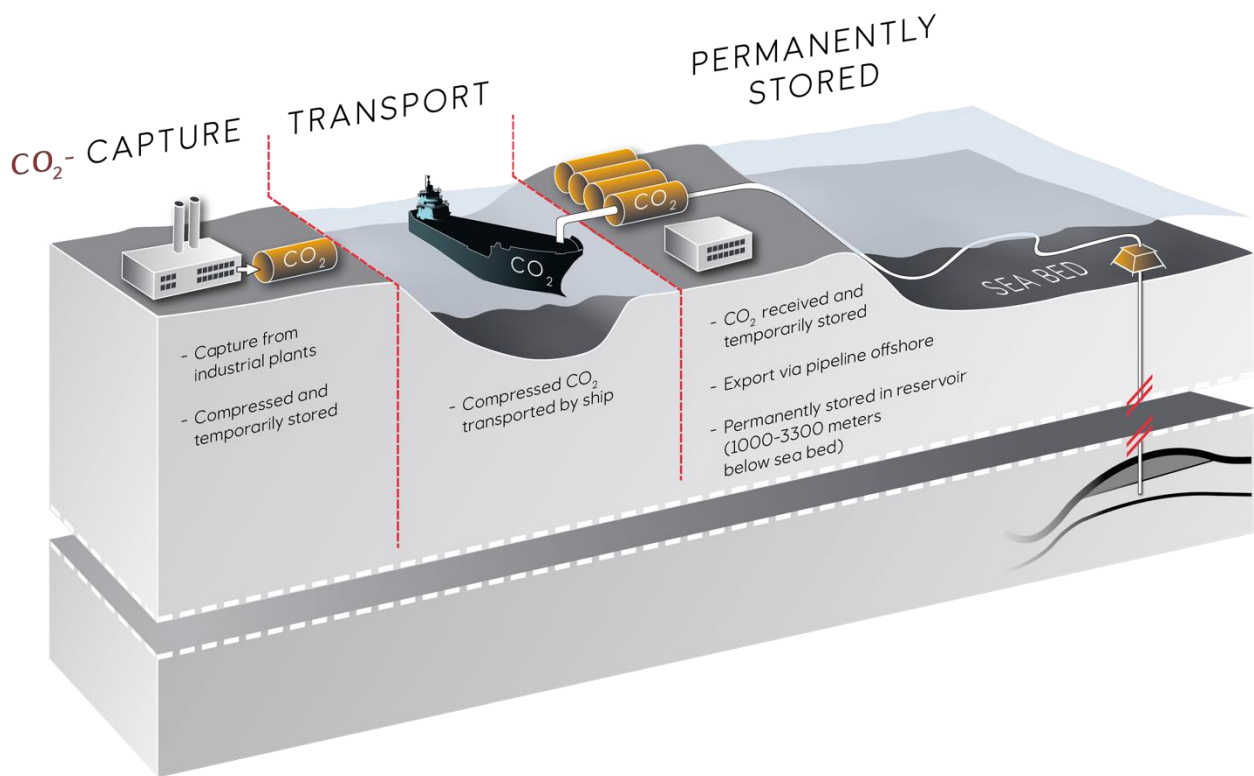 CO₂- CAPTURE
TRANSPORT
PERMANENTLY
STORED
CO₂
CO₂
CO₂
SEA BED
- Capture from
industrial plants
- Compressed and
temporarily stored
- Compressed CO₂
transported by ship
- CO₂ received and
temporarily stored
- Export via pipeline offshore
- Permanently stored in reservoir
(1000-3300 meters
below sea bed)